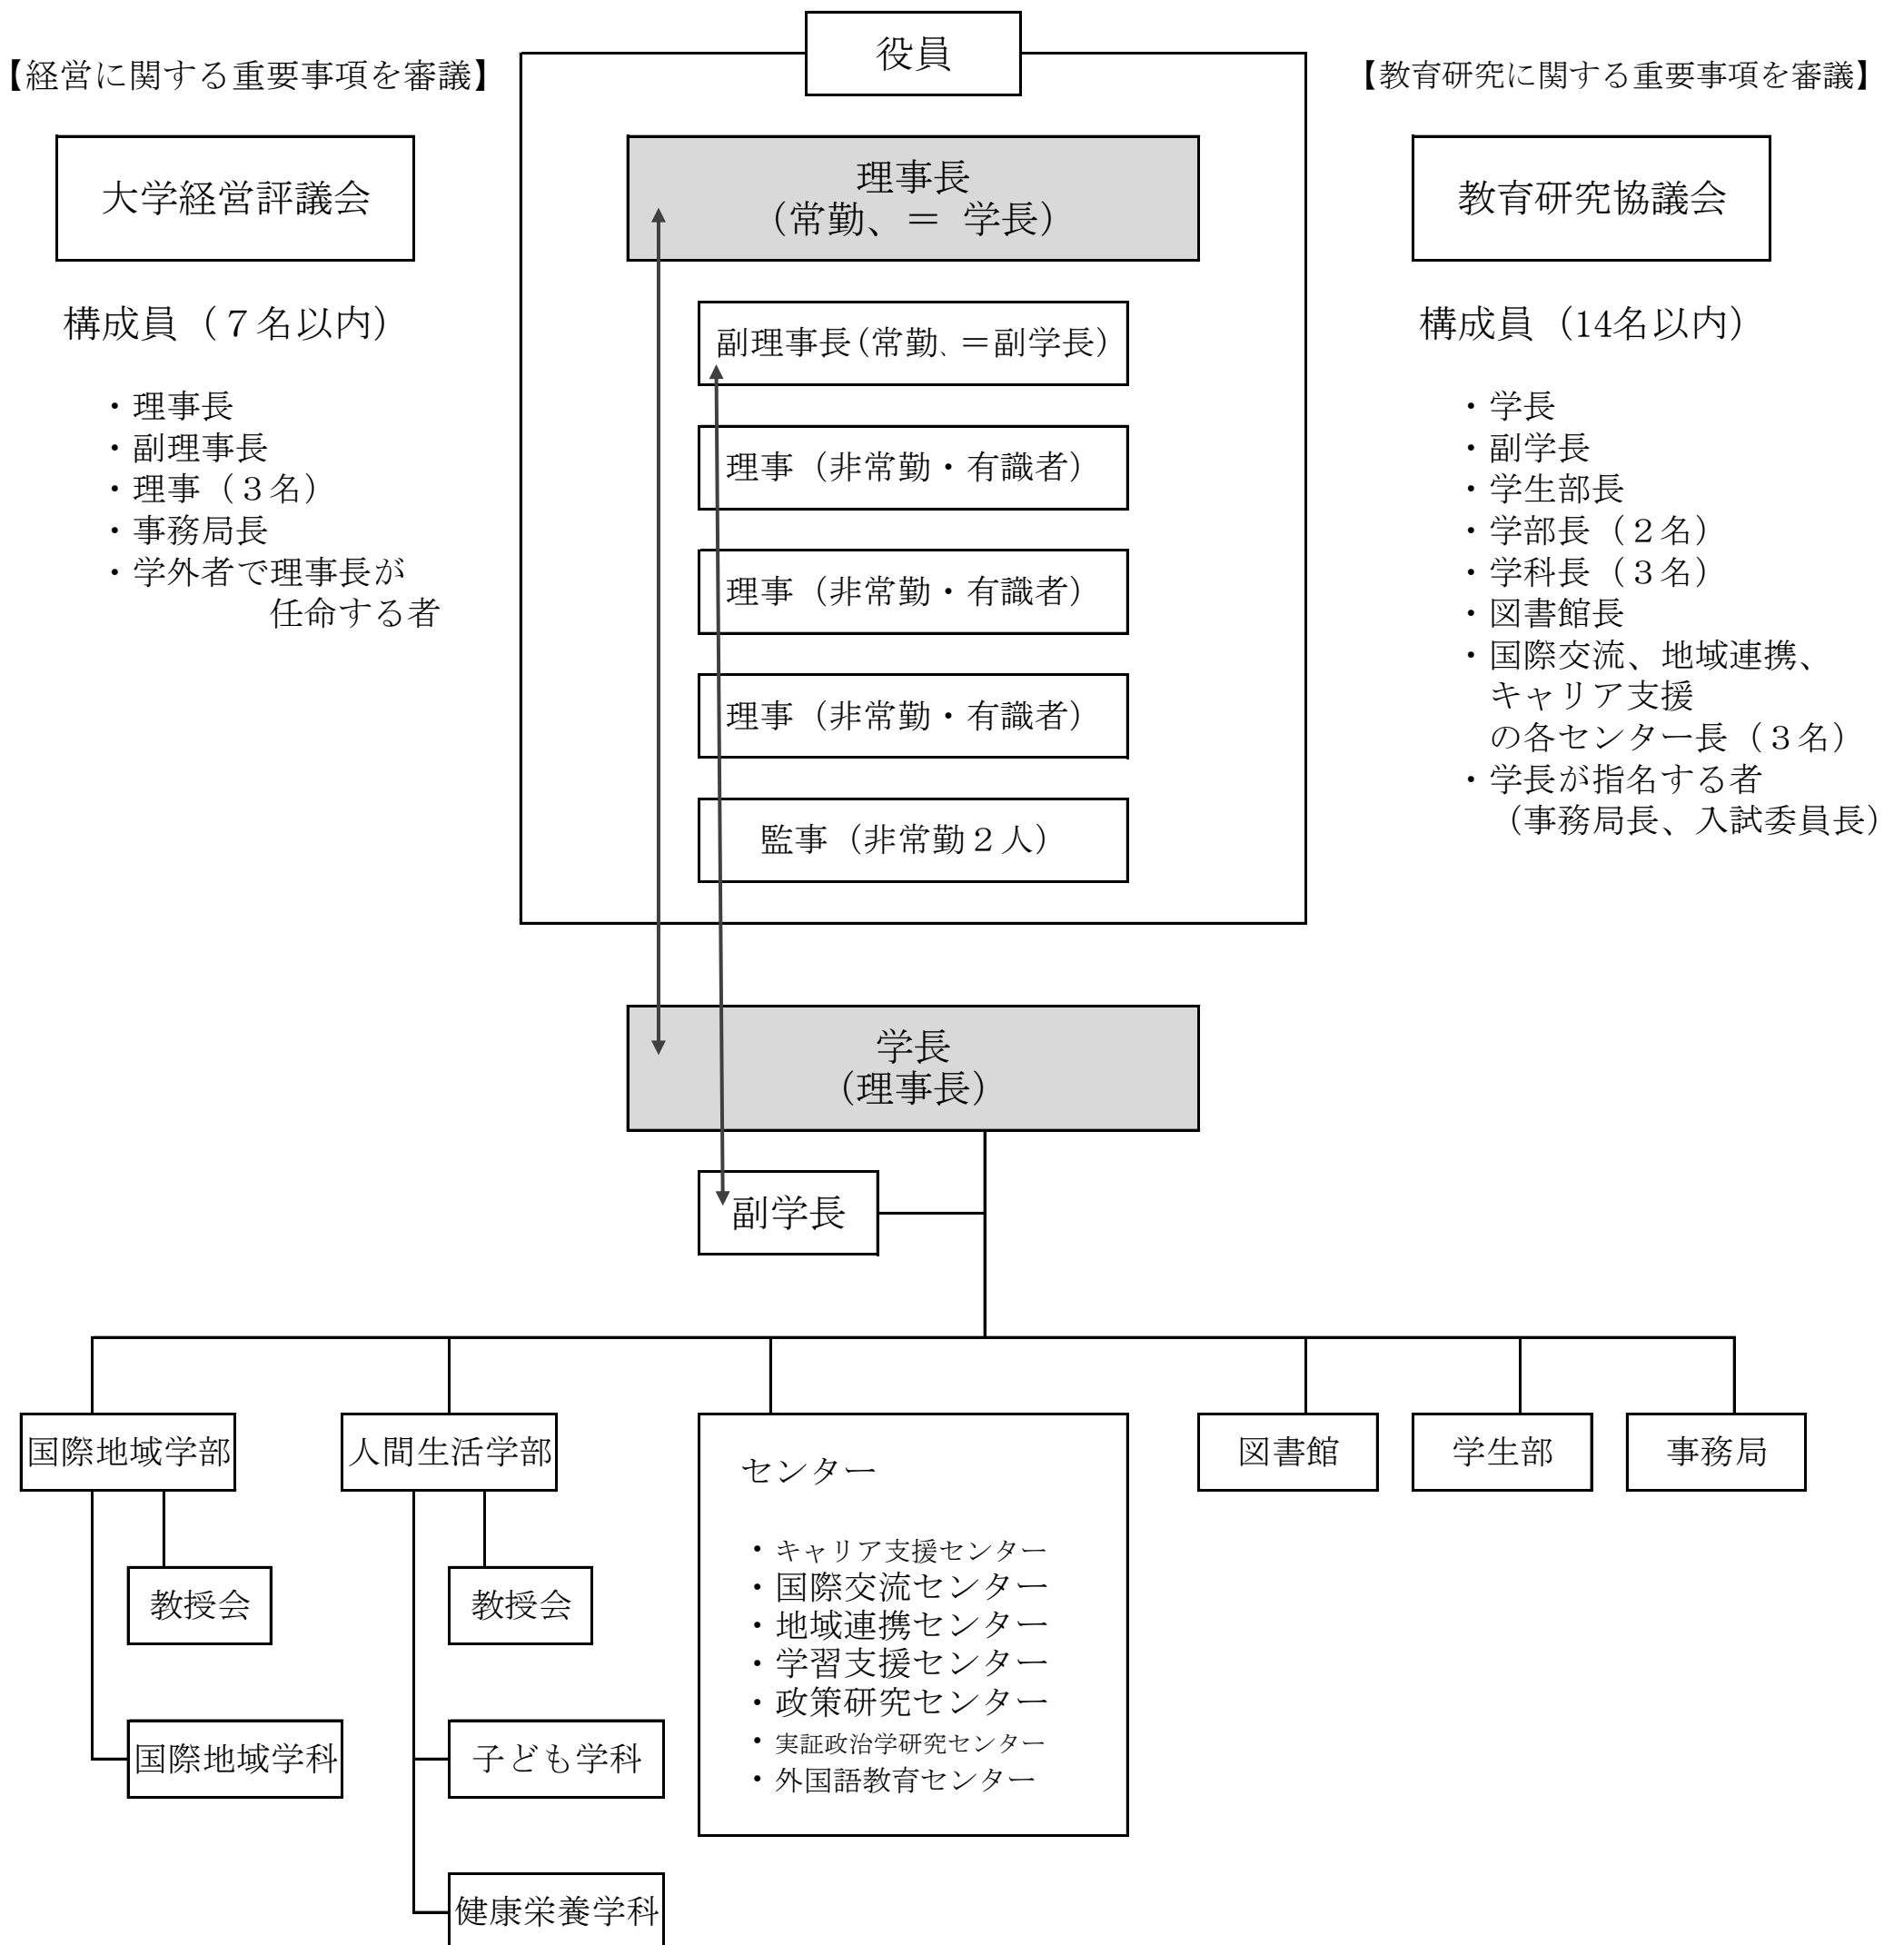 役員
【経営に関する重要事項を審議】
大学経営評議会
構成員（７名以内）
・理事長
・副理事長
・理事（３名）
・事務局長
・学外者で理事長が
任命する者
理事長
（常勤、＝ 学長）
副理事長（常勤、＝副学長）
理事（非常勤・有識者）
理事（非常勤・有識者）
理事（非常勤・有識者）
監事（非常勤２人）
【教育研究に関する重要事項を審議】
教育研究協議会
構成員（14名以内）
・学長
・副学長
・学生部長
・学部長（２名）
・学科長（３名）
・図書館長
・国際交流、地域連携、
キャリア支援
の各センター長（３名）
・学長が指名する者
（事務局長、入試委員長）
学長
（理事長）
副学長
国際地域学部
教授会
国際地域学科
人間生活学部
教授会
子ども学科
健康栄養学科
センター
・キャリア支援センター
・国際交流センター
・地域連携センター
・学習支援センター
・政策研究センター
・実証政治学研究センター
・外国語教育センター
図書館
学生部
事務局